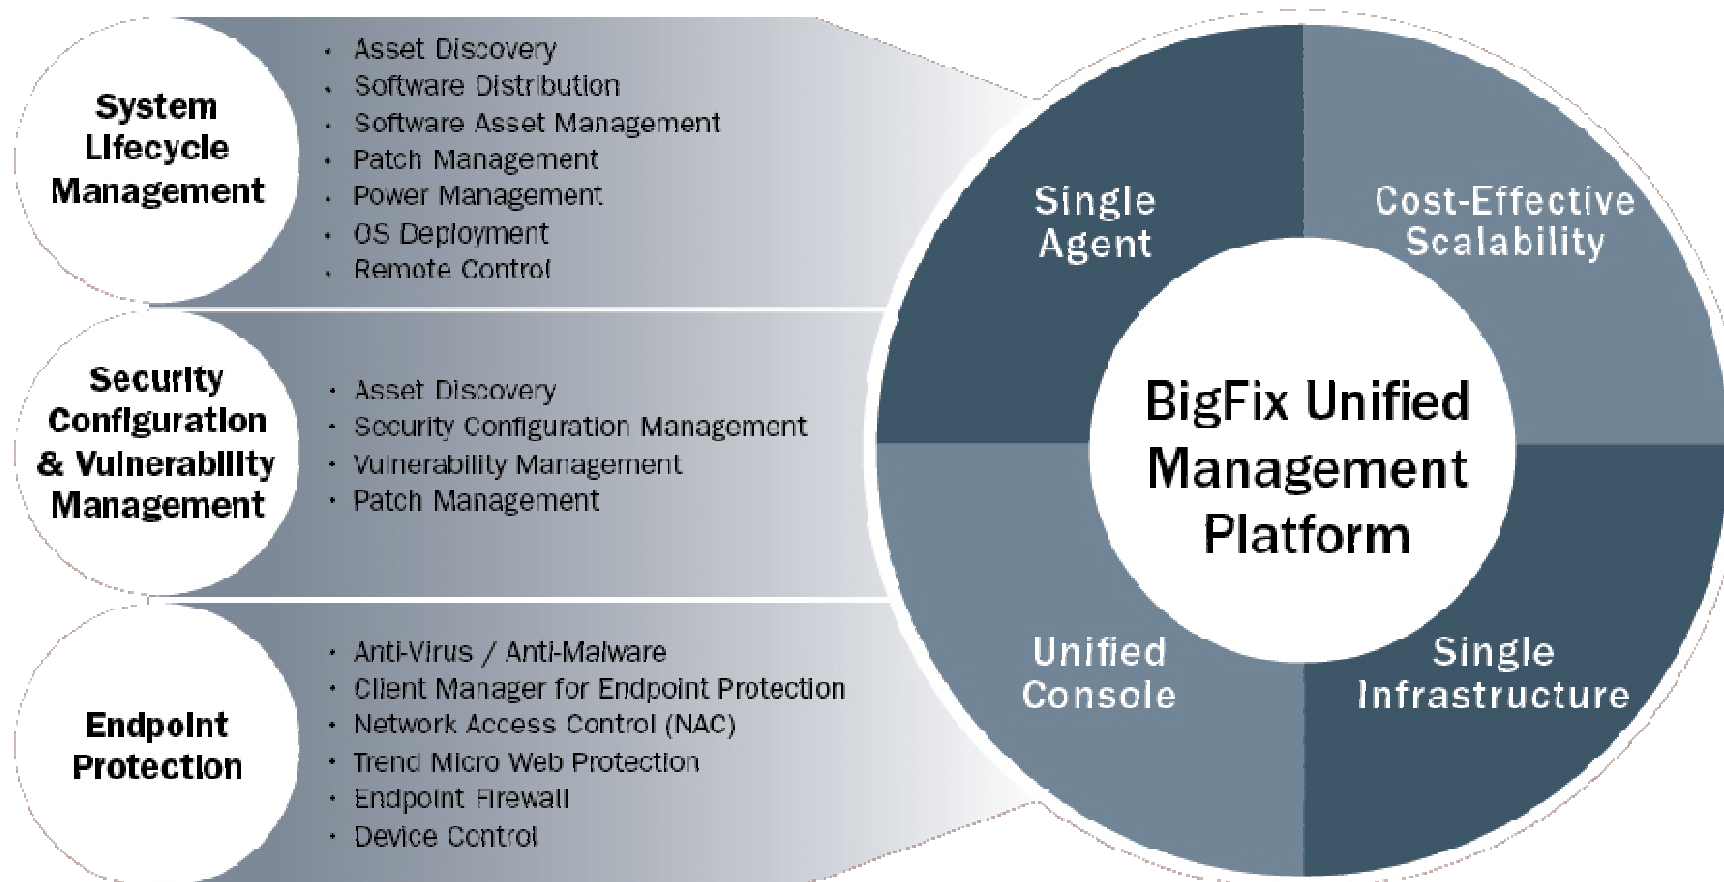 System
Lifecycle
Management
· Asset Discovery
· Software Distribution
· Software Asset Management
· Patch Management
· Power Management
· OS Deployment
· Remote Control
Security
Configuration
& Vulnerability
Management
· Asset Discovery
· Security Configuration Management
· Vulnerability Management
· Patch Management
Endpoint
Protection
· Anti-Virus / Anti-Malware
· Client Manager for Endpoint Protection
· Network Access Control (NAC)
· Trend Micro Web Protection
· Endpoint Firewall
· Device Control
Single
Agent
Cost-Effective
Scalability
BigFix Unified
Management
Platform
Unified
Console
Single
Infrastructure